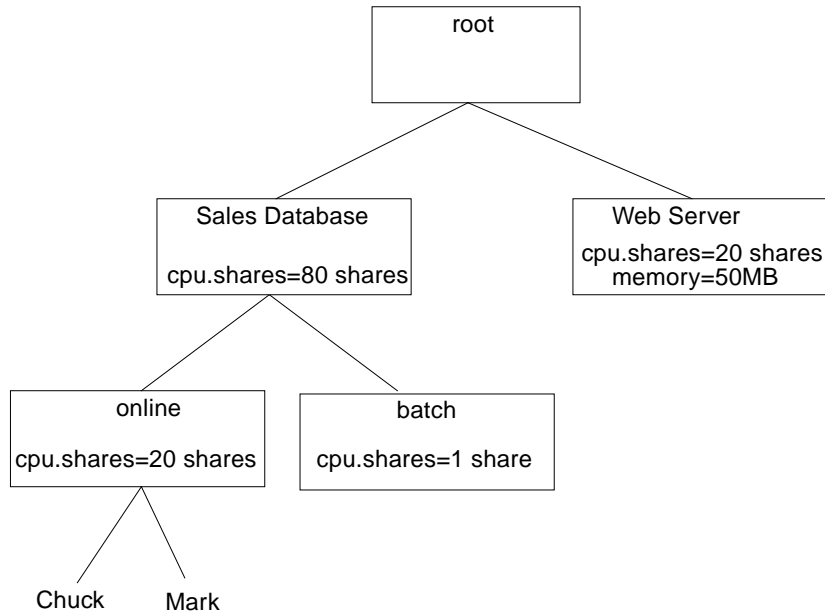 root
Sales Database
cpu.shares=80 shares
Web Server
cpu.shares=20 shares
memory=50MB
online
cpu.shares=20 shares
batch
cpu.shares=1 share
Chuck
Mark